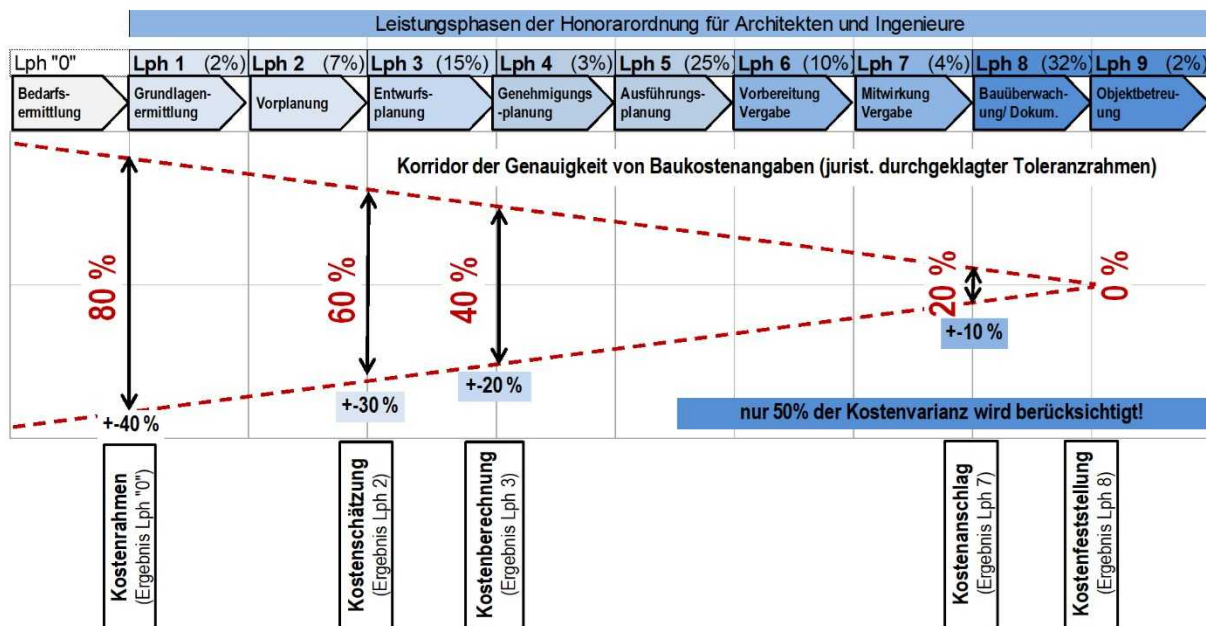 Leistungsphasen der Honorarordnung für Architekten und Ingenieure
Lph "0"
Lph 1 (2%)
Lph 2 (7%)
Lph 3 (15%)
Lph 4 (3%)
Lph 5 (25%)
Lph 6 (10%)
Lph 7 (4%)
Lph 8 (32%)
Lph 9 (2%)
Bedarfs-
ermittlung
Grundlagen-
ermittlung
Vorplanung
Entwurfs-
planung
Genehmigungs
-planung
Ausführungs-
planung
Vorbereitung
Vergabe
Mitwirkung
Vergabe
Bauüberwach-
ung/ Dokum.
Objektbetreu-
ung
Korridor der Genauigkeit von Baukostenangaben (jurist. durchgeklagter Toleranzrahmen)
80 %
60 %
40 %
20 %
0 %
+-40 %
+-30 %
+-20 %
+-10 %
nur 50% der Kostenvarianz wird berücksichtigt!
Kostenrahmen
(Ergebnis Lph "0")
Kostenschätzung
(Ergebnis Lph 2)
Kostenberechnung
(Ergebnis Lph 3)
Kostenanschlag
(Ergebnis Lph 7)
Kostenfeststellung
(Ergebnis Lph 8)